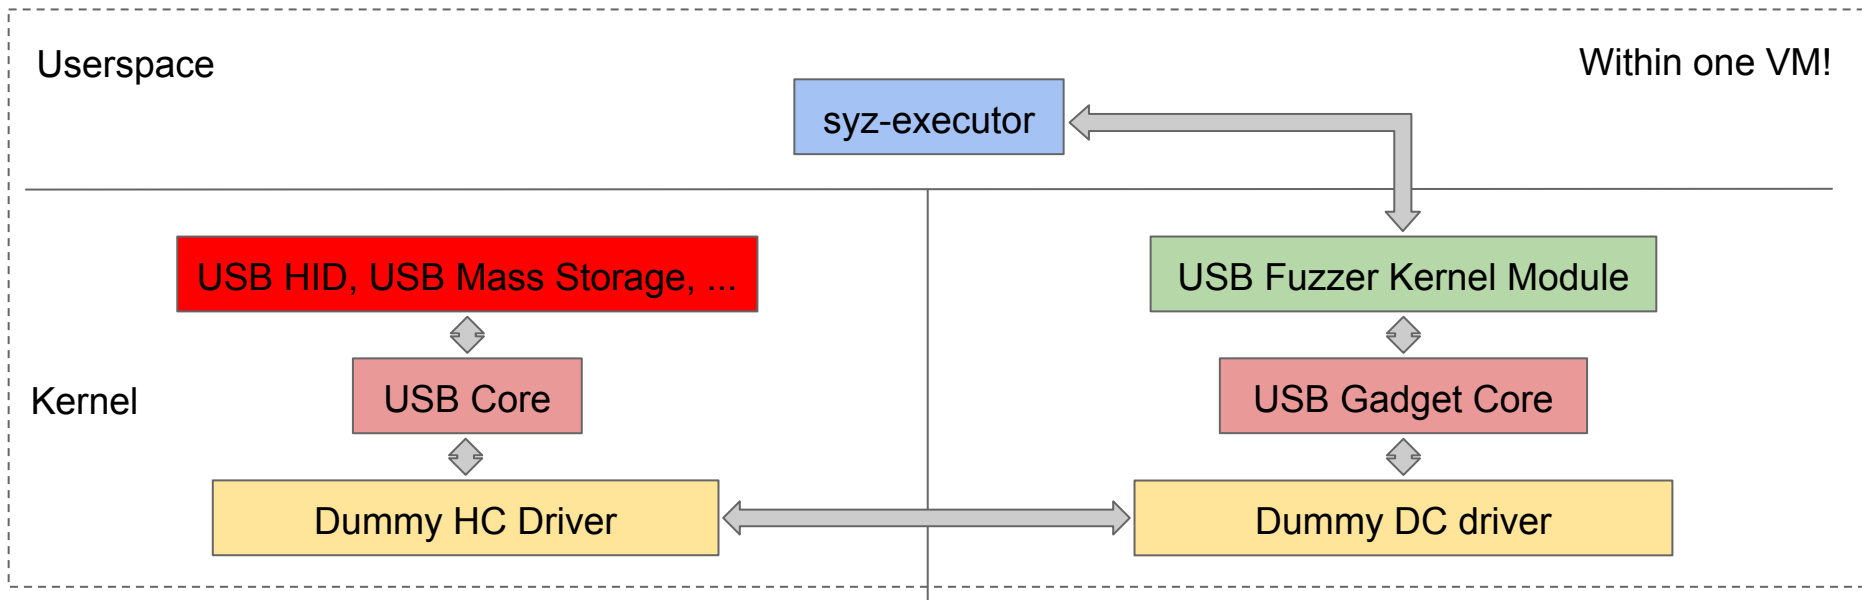 Userspace
Within one VM!
syz-executor
USB HID, USB Mass Storage, ...
USB Fuzzer Kernel Module
Kernel
USB Core
USB Gadget Core
Dummy HC Driver
Dummy DC driver